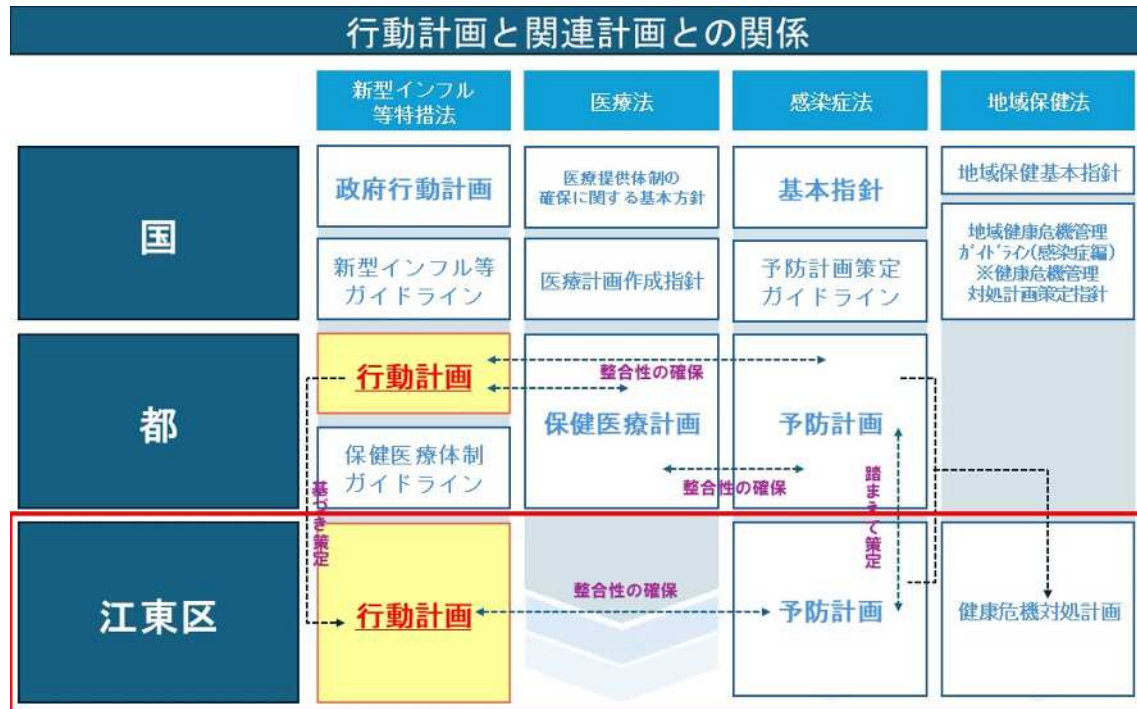 行動計画と関連計画との関係
新型インフル
等特措法
医療法
感染症法
地域保健法
国
政府行動計画
医療提供体制の
確保に関する基本方針
基本指針
地域保健基本指針
新型インフル等
ガイドライン
医療計画作成指針
予防計画策定
ガイドライン
地域健康危機管理
ｶﾞｲﾄﾞﾗｲﾝ(感染症編)
※健康危機管理
対処計画策定指針
都
行動計画
整合性の確保
保健医療計画
予防計画
保健医療体制
ガイドライン
整合性の確保
基づき策定
踏まえて策定
江東区
行動計画
整合性の確保
予防計画
健康危機対処計画